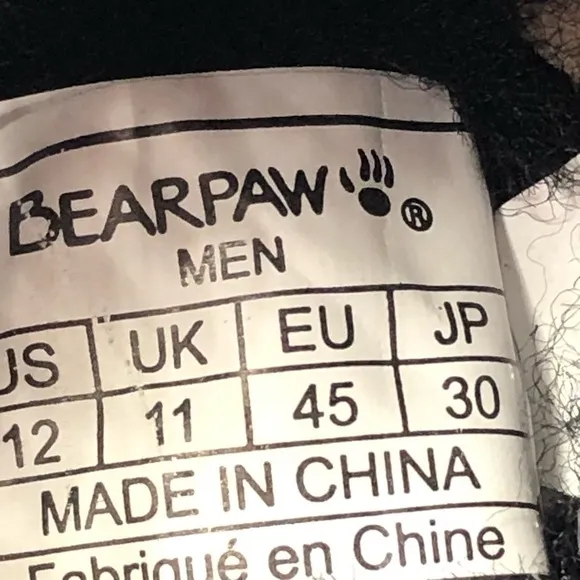 BEARPAW®
MEN
US UK EU JP
12 11 45 30
MADE IN CHINA
Fabriqué en Chine